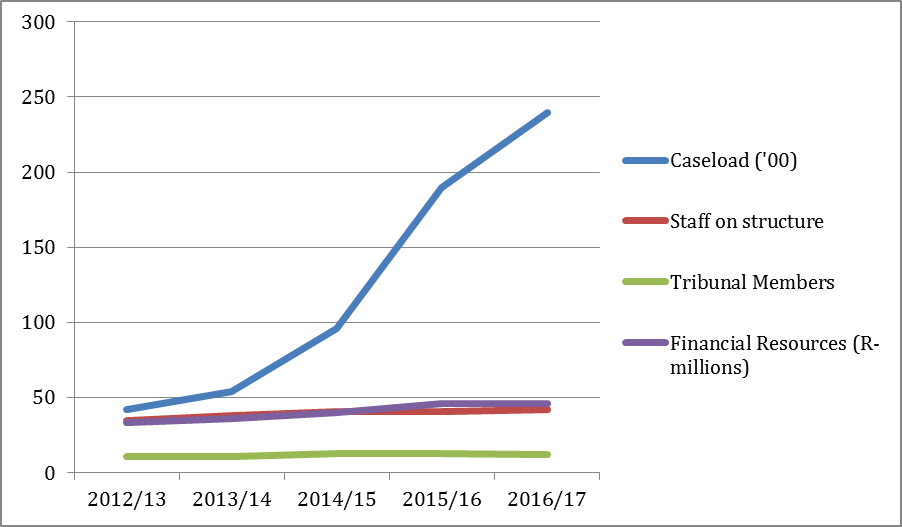 300
250
200
150
100
50
0
2012/13 2013/14 2014/15 2015/16 2016/17
Caseload ('00)
Staff on structure
Tribunal Members
Financial Resources (R-
millions)